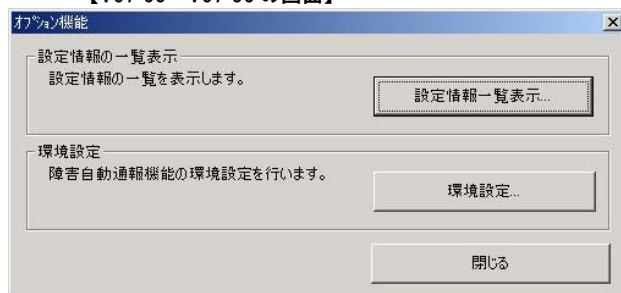 オプション機能
設定情報の一覧表示
設定情報の一覧を表示します。
設定情報一覧表示...
環境設定
障害自動通報機能の環境設定を行います。
環境設定...
閉じる